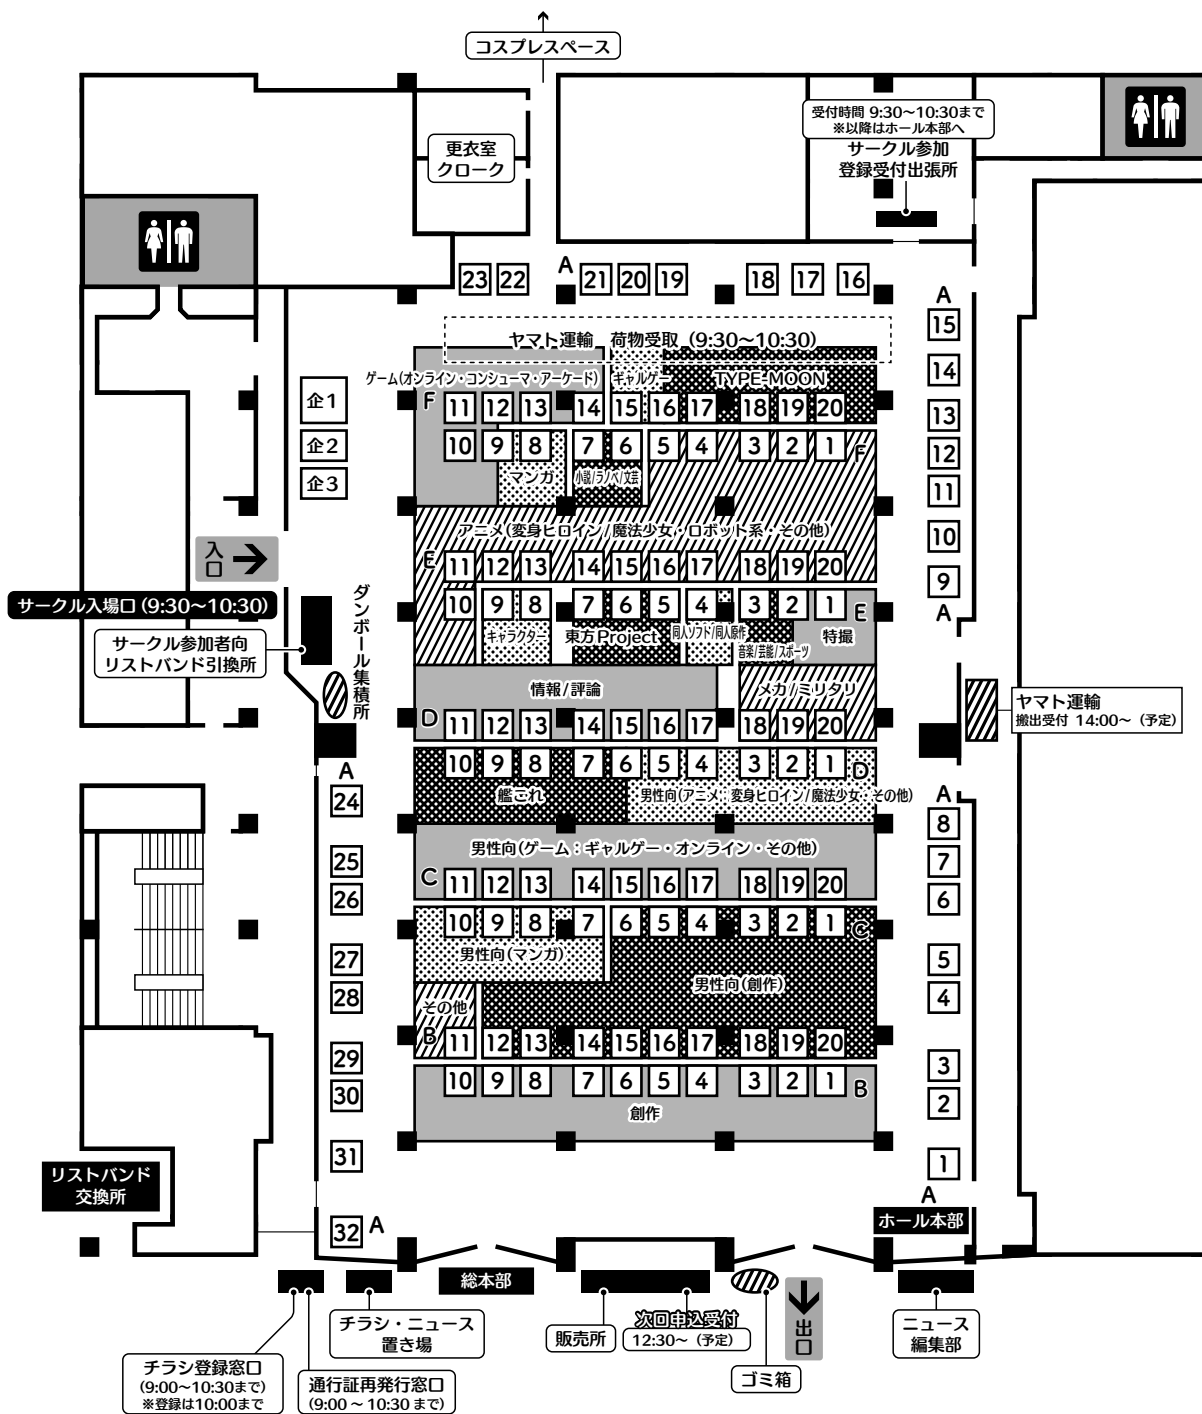 コスプレスペース
受付時間 9:30〜10:30まで
※以降はホール本部へ
サークル参加
登録受付出張所
更衣室
クローク
23 22 A 21 20 19 18 17 16
A
15
14
13
12
11
10
9
A
ヤマト運輸　荷物受取（9:30〜10:30）
ゲーム(オンライン・コンシューマ・アーケード)
ギャルゲー
TYPE-MOON
企1
企2
企3
F
11 12 13 14 15 16 17 18 19 20
10 9 8 7 6 5 4 3 2 1
F
マンガ
小説/ラノベ/文芸
アニメ(変身ヒロイン/魔法少女・ロボット系・その他)
E
11 12 13 14 15 16 17 18 19 20
10 9 8 7 6 5 4 3 2 1
E
キャラクター
東方Project
同人ソフト/同人原作
音楽/芸能/スポーツ
特撮
入口
サークル入場口(9:30〜10:30)
サークル参加者向
リストバンド引換所
ダンボール集積所
情報/評論
メカ/ミリタリ
D
11 12 13 14 15 16 17 18 19 20
10 9 8 7 6 5 4 3 2 1
D
艦これ
男性向(アニメ：変身ヒロイン/魔法少女・その他)
ヤマト運輸
搬出受付 14:00〜（予定）
男性向(ゲーム：ギャルゲー・オンライン・その他)
C
11 12 13 14 15 16 17 18 19 20
10 9 8 7 6 5 4 3 2 1
C
男性向(マンガ)
男性向(創作)
その他
B
11 12 13 14 15 16 17 18 19 20
10 9 8 7 6 5 4 3 2 1
B
創作
A
24
25
26
27
28
29
30
31
32 A
A
8
7
6
5
4
3
2
1
A
リストバンド
交換所
ホール本部
総本部
チラシ・ニュース
置き場
販売所
次回申込受付
12:30〜（予定）
出口
ゴミ箱
ニュース
編集部
チラシ登録窓口
(9:00〜10:30まで)
※登録は10:00まで
通行証再発行窓口
(9:00 〜 10:30 まで)